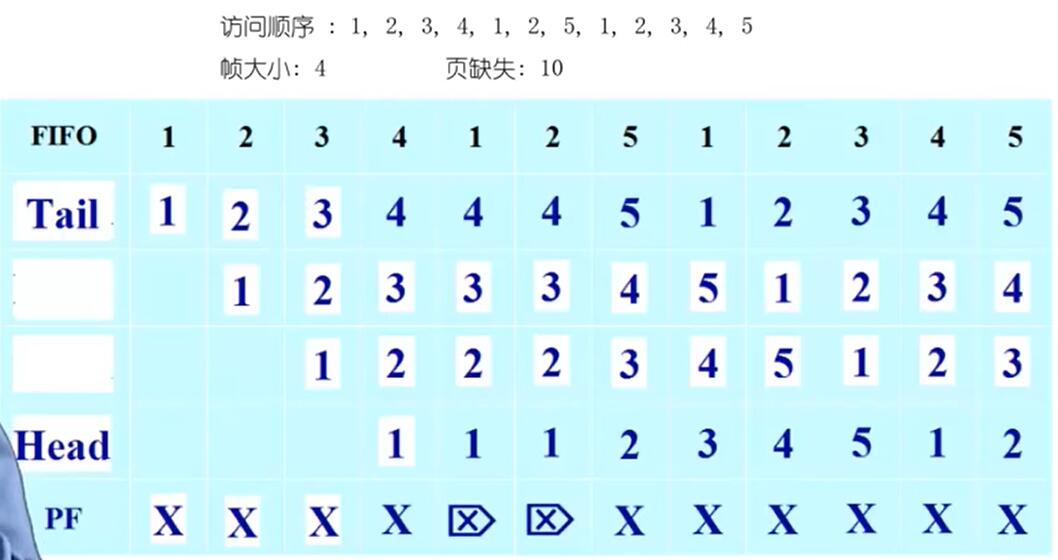 访问顺序 : 1, 2, 3, 4, 1, 2, 5, 1, 2, 3, 4, 5
帧大小: 4 页缺失: 10
FIFO 1 2 3 4 1 2 5 1 2 3 4 5
Tail 1 2 3 4 4 4 5 1 2 3 4 5
1 2 3 3 3 4 5 1 2 3 4
1 2 2 2 3 4 5 1 2 3
Head 1 1 1 2 3 4 5 1 2
PF X X X X ⌦ ⌦ X X X X X X